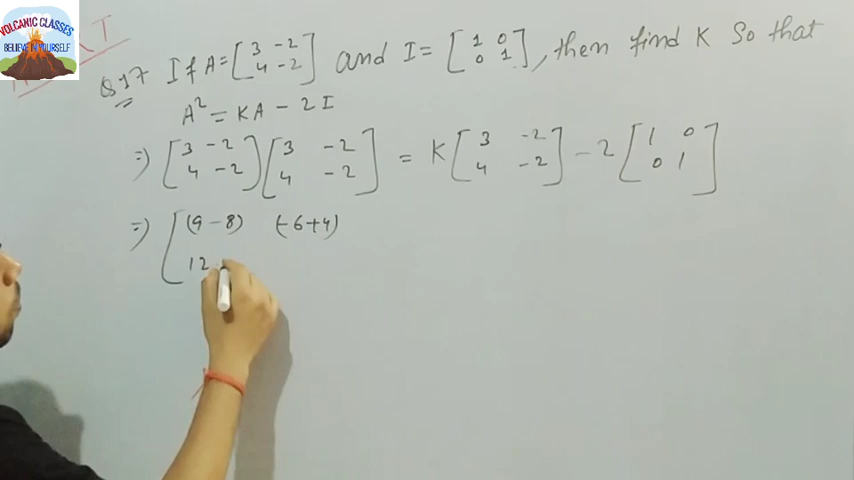 VOLCANIC CLASSES
BELIEVE IN YOURSELF
Q17 If A = [3 -2 4 -2] and I = [1 0 0 1], then find K So that
A² = KA - 2I
⇒ [3 -2 4 -2] [3 -2 4 -2] = K [3 -2 4 -2] - 2 [1 0 0 1]
⇒ [(9-8) (-6+4)
12